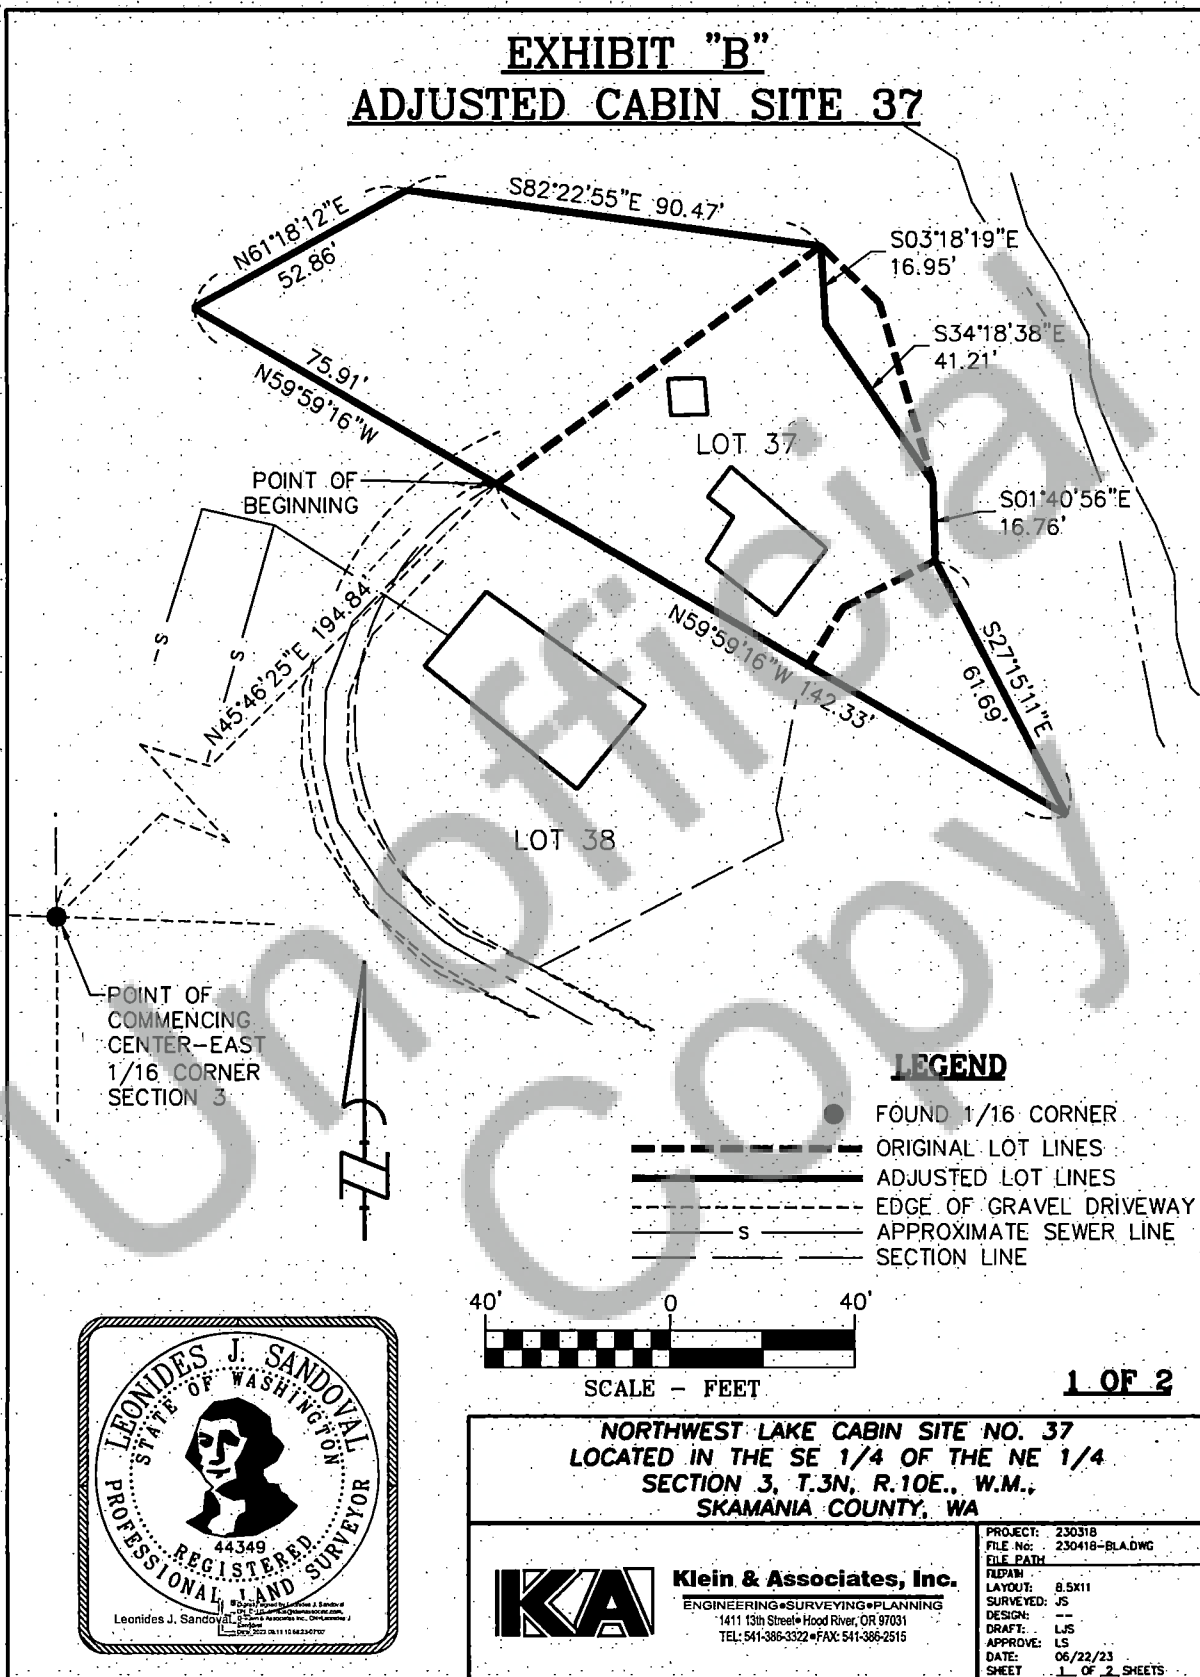 EXHIBIT "B"
ADJUSTED CABIN SITE 37
S82°22'55"E 90.47'
N61°18'12"E
52.86'
S03°18'19"E
16.95'
S34°18'38"E
41.21'
75.91'
N59°59'16"W
LOT 37
POINT OF
BEGINNING
S01°40'56"E
16.76'
N45°46'25"E 194.84'
S
S
N59°59'16"W 142.33'
S27°15'11"E
61.69'
LOT 38
POINT OF
COMMENCING
CENTER-EAST
1/16 CORNER
SECTION 3
LEGEND
FOUND 1/16 CORNER
ORIGINAL LOT LINES
ADJUSTED LOT LINES
EDGE OF GRAVEL DRIVEWAY
S APPROXIMATE SEWER LINE
SECTION LINE
Unofficial
Copy
40' 0 40'
SCALE - FEET
1 OF 2
LEONIDES J. SANDOVAL
STATE OF WASHINGTON
44349
REGISTERED
PROFESSIONAL LAND SURVEYOR
Leonides J. Sandoval
NORTHWEST LAKE CABIN SITE NO. 37
LOCATED IN THE SE 1/4 OF THE NE 1/4
SECTION 3, T.3N, R.10E., W.M.,
SKAMANIA COUNTY, WA
KA
Klein & Associates, Inc.
ENGINEERING•SURVEYING•PLANNING
1411 13th Street•Hood River, OR 97031
TEL: 541-386-3322•FAX: 541-386-2515
PROJECT: 230318
FILE No: 230418-BLA.DWG
FILE PATH
LAYOUT: 8.5X11
SURVEYED: JS
DESIGN: --
DRAFT: LJS
APPROVE: LS
DATE: 06/22/23
SHEET 1 OF 2 SHEETS